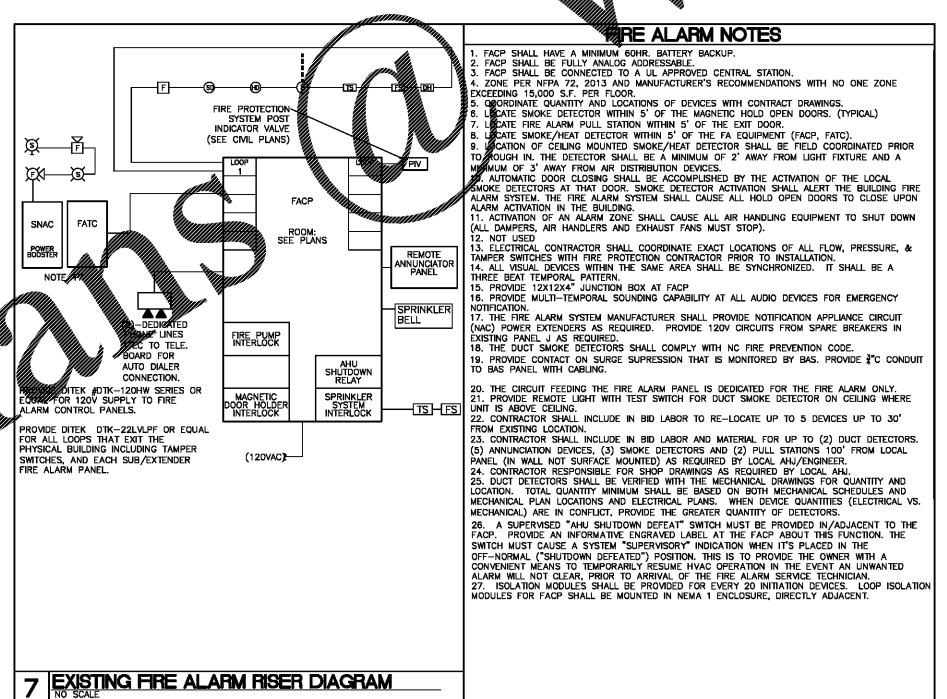 FIRE ALARM NOTES
1. FACP SHALL HAVE A MINIMUM 60HR. BATTERY BACKUP.
2. FACP SHALL BE FULLY ANALOG ADDRESSABLE.
3. FACP SHALL BE CONNECTED TO A UL APPROVED CENTRAL STATION.
4. ZONE PER NFPA 72, 2013 AND MANUFACTURER'S RECOMMENDATIONS WITH NO ONE ZONE
EXCEEDING 15,000 S.F. PER FLOOR.
5. COORDINATE QUANTITY AND LOCATIONS OF DEVICES WITH CONTRACT DRAWINGS.
6. LOCATE SMOKE DETECTOR WITHIN 5' OF THE MAGNETIC HOLD OPEN DOORS. (TYPICAL)
7. LOCATE FIRE ALARM PULL STATION WITHIN 5' OF THE EXIT DOOR.
8. LOCATE SMOKE/HEAT DETECTOR WITHIN 5' OF THE FA EQUIPMENT (FACP, FATC).
9. LOCATION OF CEILING MOUNTED SMOKE/HEAT DETECTOR SHALL BE FIELD COORDINATED PRIOR
TO ROUGH IN. THE DETECTOR SHALL BE A MINIMUM OF 2' AWAY FROM LIGHT FIXTURE AND A
MINIMUM OF 3' AWAY FROM AIR DISTRIBUTION DEVICES.
10. AUTOMATIC DOOR CLOSING SHALL BE ACCOMPLISHED BY THE ACTIVATION OF THE LOCAL
SMOKE DETECTORS AT THAT DOOR. SMOKE DETECTOR ACTIVATION SHALL ALERT THE BUILDING FIRE
ALARM SYSTEM. THE FIRE ALARM SYSTEM SHALL CAUSE ALL HOLD OPEN DOORS TO CLOSE UPON
ALARM ACTIVATION IN THE BUILDING.
11. ACTIVATION OF AN ALARM ZONE SHALL CAUSE ALL AIR HANDLING EQUIPMENT TO SHUT DOWN
(ALL DAMPERS, AIR HANDLERS AND EXHAUST FANS MUST STOP).
12. NOT USED
13. ELECTRICAL CONTRACTOR SHALL COORDINATE EXACT LOCATIONS OF ALL FLOW, PRESSURE, &
TAMPER SWITCHES WITH FIRE PROTECTION CONTRACTOR PRIOR TO INSTALLATION.
14. ALL VISUAL DEVICES WITHIN THE SAME AREA SHALL BE SYNCHRONIZED. IT SHALL BE A
THREE BEAT TEMPORAL PATTERN.
15. PROVIDE 12X12X4" JUNCTION BOX AT FACP
16. PROVIDE MULTI-TEMPORAL SOUNDING CAPABILITY AT ALL AUDIO DEVICES FOR EMERGENCY
NOTIFICATION.
17. THE FIRE ALARM SYSTEM MANUFACTURER SHALL PROVIDE NOTIFICATION APPLIANCE CIRCUIT
(NAC) POWER EXTENDERS AS REQUIRED. PROVIDE 120V CIRCUITS FROM SPARE BREAKERS IN
EXISTING PANEL J AS REQUIRED.
18. THE DUCT SMOKE DETECTORS SHALL COMPLY WITH NC FIRE PREVENTION CODE.
19. PROVIDE CONTACT ON SURGE SUPRESSION THAT IS MONITORED BY BAS. PROVIDE "C CONDUIT
TO BAS PANEL WITH CABLING.
20. THE CIRCUIT FEEDING THE FIRE ALARM PANEL IS DEDICATED FOR THE FIRE ALARM ONLY.
21. PROVIDE REMOTE LIGHT WITH TEST SWITCH FOR DUCT SMOKE DETECTOR ON CEILING WHERE
UNIT IS ABOVE CEILING.
22. CONTRACTOR SHALL INCLUDE IN BID LABOR TO RE-LOCATE UP TO 5 DEVICES UP TO 30'
FROM EXISTING LOCATION.
23. CONTRACTOR SHALL INCLUDE IN BID LABOR AND MATERIAL FOR UP TO (2) DUCT DETECTORS.
(5) ANNUNCIATION DEVICES, (3) SMOKE DETECTORS AND (2) PULL STATIONS 100' FROM LOCAL
PANEL (IN WALL NOT SURFACE MOUNTED) AS REQUIRED BY LOCAL AHJ/ENGINEER.
24. CONTRACTOR RESPONSIBLE FOR SHOP DRAWINGS AS REQUIRED BY LOCAL AHJ.
25. DUCT DETECTORS SHALL BE VERIFIED WITH THE MECHANICAL DRAWINGS FOR QUANTITY AND
LOCATION. TOTAL QUANTITY MINIMUM SHALL BE BASED ON BOTH MECHANICAL SCHEDULES AND
MECHANICAL PLAN LOCATIONS AND ELECTRICAL PLANS. WHEN DEVICE QUANTITIES (ELECTRICAL VS.
MECHANICAL) ARE IN CONFLICT, PROVIDE THE GREATER QUANTITY OF DETECTORS.
26. A SUPERVISED "AHU SHUTDOWN DEFEAT" SWITCH MUST BE PROVIDED IN/ADJACENT TO THE
FACP. PROVIDE AN INFORMATIVE ENGRAVED LABEL AT THE FACP ABOUT THIS FUNCTION. THE
SWITCH MUST CAUSE A SYSTEM "SUPERVISORY" INDICATION WHEN IT'S PLACED IN THE
OFF-NORMAL ("SHUTDOWN DEFEATED") POSITION. THIS IS TO PROVIDE THE OWNER WITH A
CONVENIENT MEANS TO TEMPORARILY RESUME HVAC OPERATION IN THE EVENT AN UNWANTED
ALARM WILL NOT CLEAR, PRIOR TO ARRIVAL OF THE FIRE ALARM SERVICE TECHNICIAN.
27. ISOLATION MODULES SHALL BE PROVIDED FOR EVERY 20 INITIATION DEVICES. LOOP ISOLATION
MODULES FOR FACP SHALL BE MOUNTED IN NEMA 1 ENCLOSURE, DIRECTLY ADJACENT.
F SD HD TS FS DH
FIRE PROTECTION
SYSTEM POST
INDICATOR VALVE
(SEE CIVIL PLANS)
PIV
S F
F S
LOOP
1
FACP
ROOM:
SEE PLANS
SNAC
POWER
BOOSTER
FATC
NOTE 17
REMOTE
ANNUNCIATOR
PANEL
SPRINKLER
BELL
-DEDICATED
PHONE LINES
TO TELE.
BOARD FOR
AUTO DIALER
CONNECTION.
FIRE PUMP
INTERLOCK
AHU
SHUTDOWN
RELAY
MAGNETIC
DOOR HOLDER
INTERLOCK
SPRINKLER
SYSTEM
INTERLOCK
TS FS
(120VAC)
PROVIDE DITEK #DTK-120HW SERIES OR
EQUAL FOR 120V SUPPLY TO FIRE
ALARM CONTROL PANELS.
PROVIDE DITEK DTK-22LVLPF OR EQUAL
FOR ALL LOOPS THAT EXIT THE
PHYSICAL BUILDING INCLUDING TAMPER
SWITCHES, AND EACH SUB/EXTENDER
FIRE ALARM PANEL.
7 EXISTING FIRE ALARM RISER DIAGRAM
NO SCALE
ans @ w